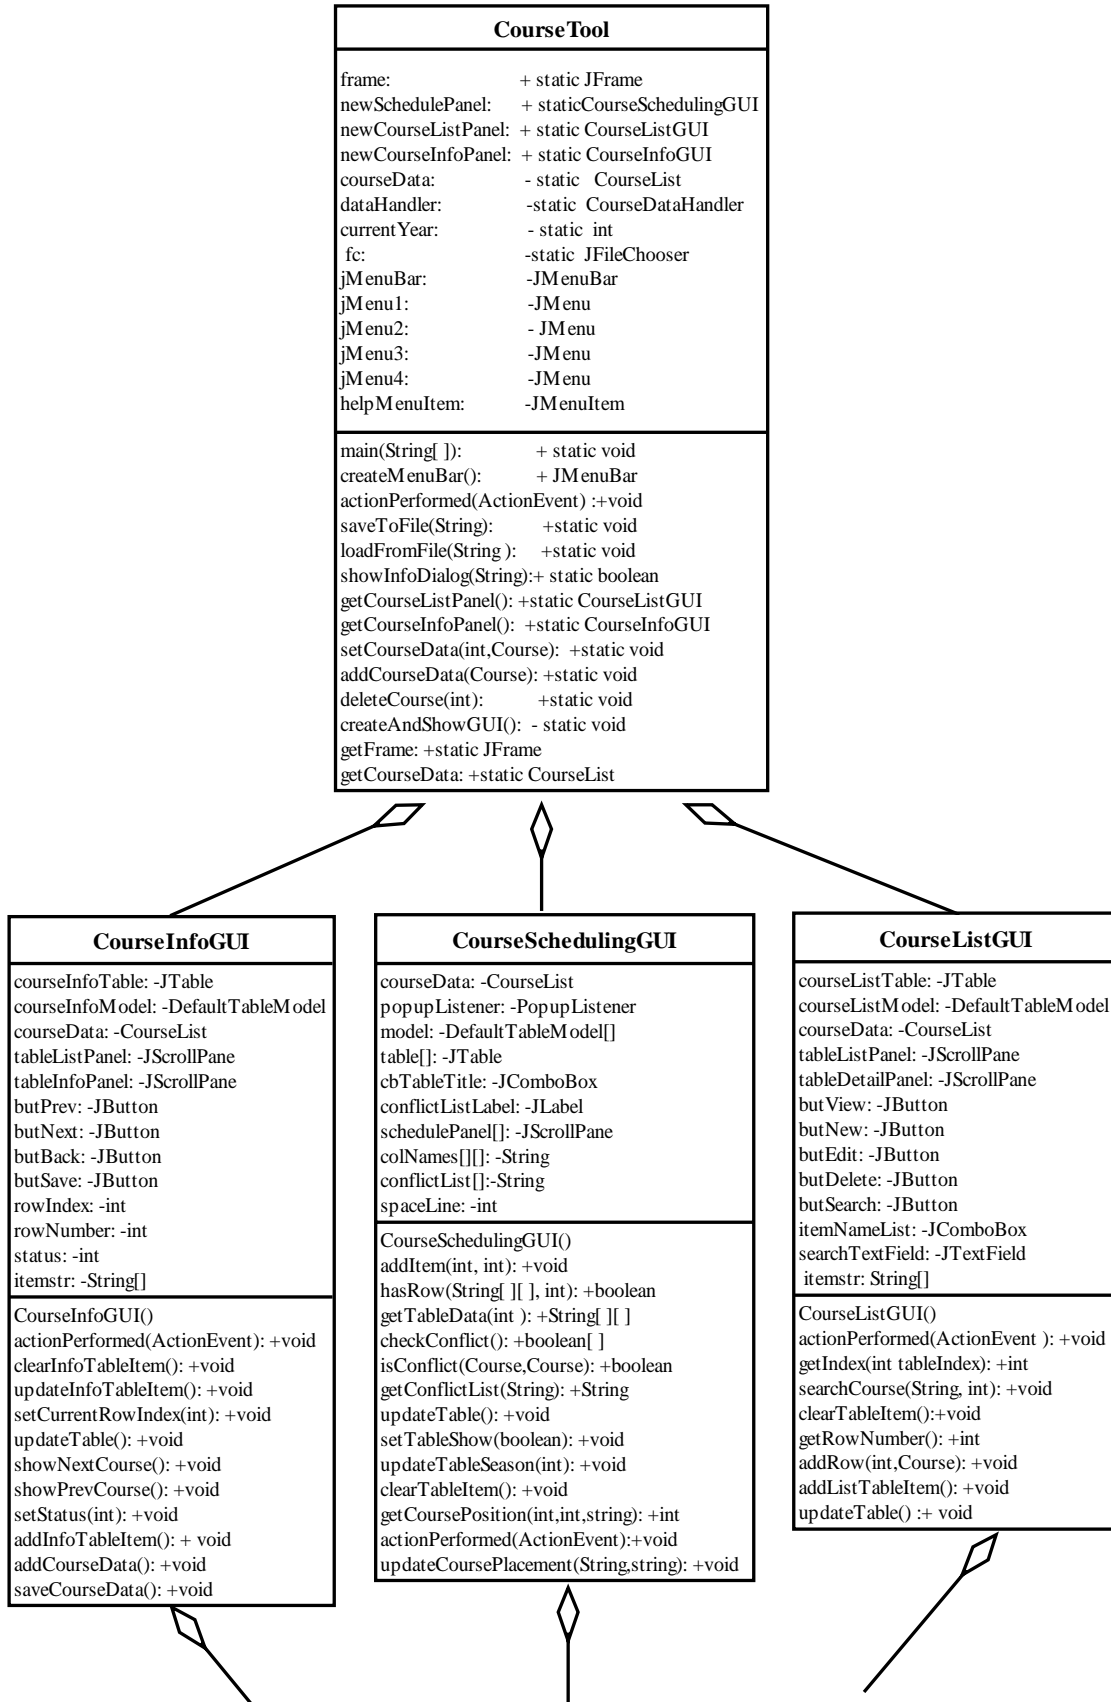 CourseTool
frame: + static JFrame
newSchedulePanel: + staticCourseSchedulingGUI
newCourseListPanel: + static CourseListGUI
newCourseInfoPanel: + static CourseInfoGUI
courseData: - static CourseList
dataHandler: -static CourseDataHandler
currentYear: - static int
fc: -static JFileChooser
jMenuBar: -JMenuBar
jMenu1: -JMenu
jMenu2: - JMenu
jMenu3: -JMenu
jMenu4: -JMenu
helpMenuItem: -JMenuItem
main(String[ ]): + static void
createMenuBar(): + JMenuBar
actionPerformed(ActionEvent) :+void
saveToFile(String): +static void
loadFromFile(String ): +static void
showInfoDialog(String):+ static boolean
getCourseListPanel(): +static CourseListGUI
getCourseInfoPanel(): +static CourseInfoGUI
setCourseData(int,Course): +static void
addCourseData(Course): +static void
deleteCourse(int): +static void
createAndShowGUI(): - static void
getFrame: +static JFrame
getCourseData: +static CourseList
CourseInfoGUI
courseInfoTable: -JTable
courseInfoModel: -DefaultTableModel
courseData: -CourseList
tableListPanel: -JScrollPane
tableInfoPanel: -JScrollPane
butPrev: -JButton
butNext: -JButton
butBack: -JButton
butSave: -JButton
rowIndex: -int
rowNumber: -int
status: -int
itemstr: -String[]
CourseInfoGUI()
actionPerformed(ActionEvent): +void
clearInfoTableItem(): +void
updateInfoTableItem(): +void
setCurrentRowIndex(int): +void
updateTable(): +void
showNextCourse(): +void
showPrevCourse(): +void
setStatus(int): +void
addInfoTableItem(): + void
addCourseData(): +void
saveCourseData(): +void
CourseSchedulingGUI
courseData: -CourseList
popupListener: -PopupListener
model: -DefaultTableModel[]
table[]: -JTable
cbTableTitle: -JComboBox
conflictListLabel: -JLabel
schedulePanel[]: -JScrollPane
colNames[][]: -String
conflictList[]:-String
spaceLine: -int
CourseSchedulingGUI()
addItem(int, int): +void
hasRow(String[ ][ ], int): +boolean
getTableData(int ): +String[ ][ ]
checkConflict(): +boolean[ ]
isConflict(Course,Course): +boolean
getConflictList(String): +String
updateTable(): +void
setTableShow(boolean): +void
updateTableSeason(int): +void
clearTableItem(): +void
getCoursePosition(int,int,string): +int
actionPerformed(ActionEvent):+void
updateCoursePlacement(String,string): +void
CourseListGUI
courseListTable: -JTable
courseListModel: -DefaultTableModel
courseData: -CourseList
tableListPanel: -JScrollPane
tableDetailPanel: -JScrollPane
butView: -JButton
butNew: -JButton
butEdit: -JButton
butDelete: -JButton
butSearch: -JButton
itemNameList: -JComboBox
searchTextField: -JTextField
itemstr: String[]
CourseListGUI()
actionPerformed(ActionEvent ): +void
getIndex(int tableIndex): +int
searchCourse(String, int): +void
clearTableItem():+void
getRowNumber(): +int
addRow(int,Course): +void
addListTableItem(): +void
updateTable() :+ void